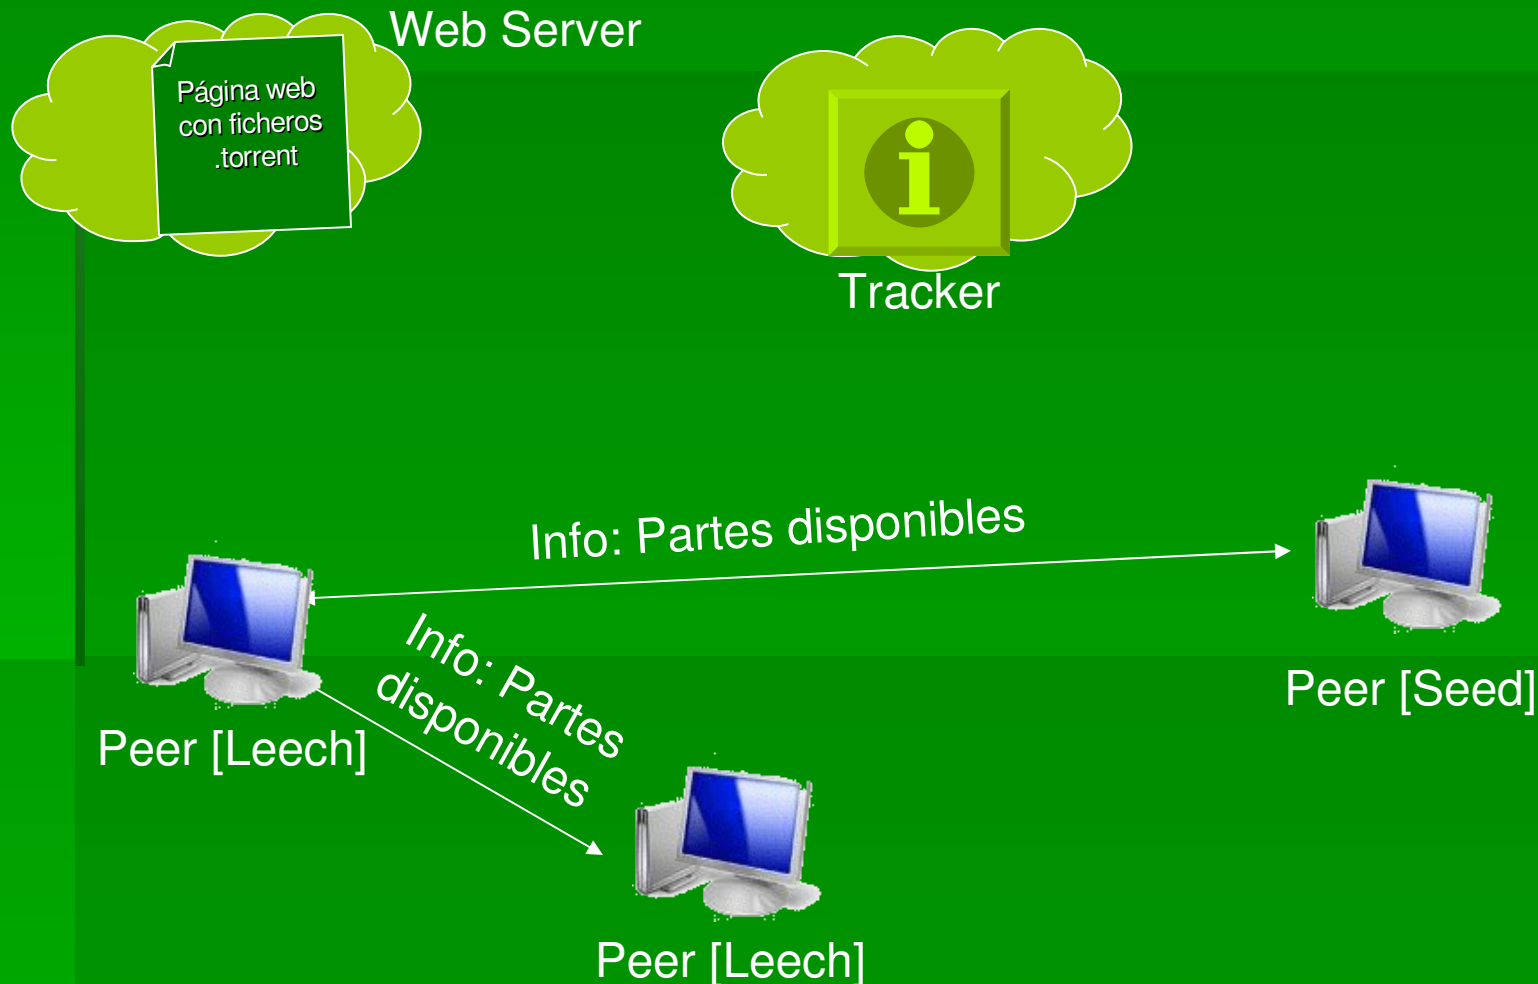 Web Server
Página web
con ficheros
.torrent
Tracker
Info: Partes disponibles
Info: Partes
disponibles
Peer [Seed]
Peer [Leech]
Peer [Leech]